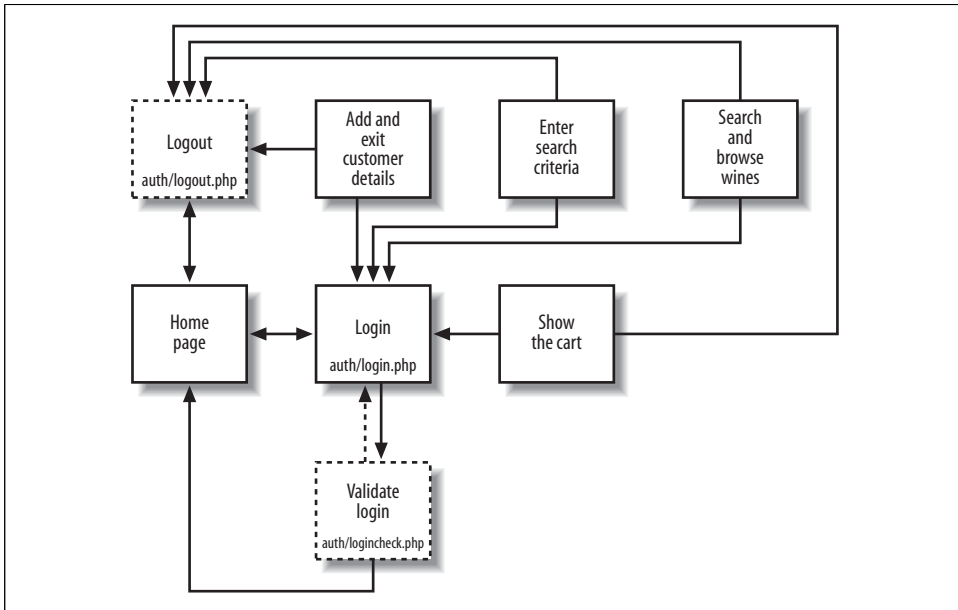 Logout
auth/logout.php
Add and
exit
customer
details
Enter
search
criteria
Search
and
browse
wines
Home
page
Login
auth/login.php
Show
the cart
Validate
login
auth/logincheck.php